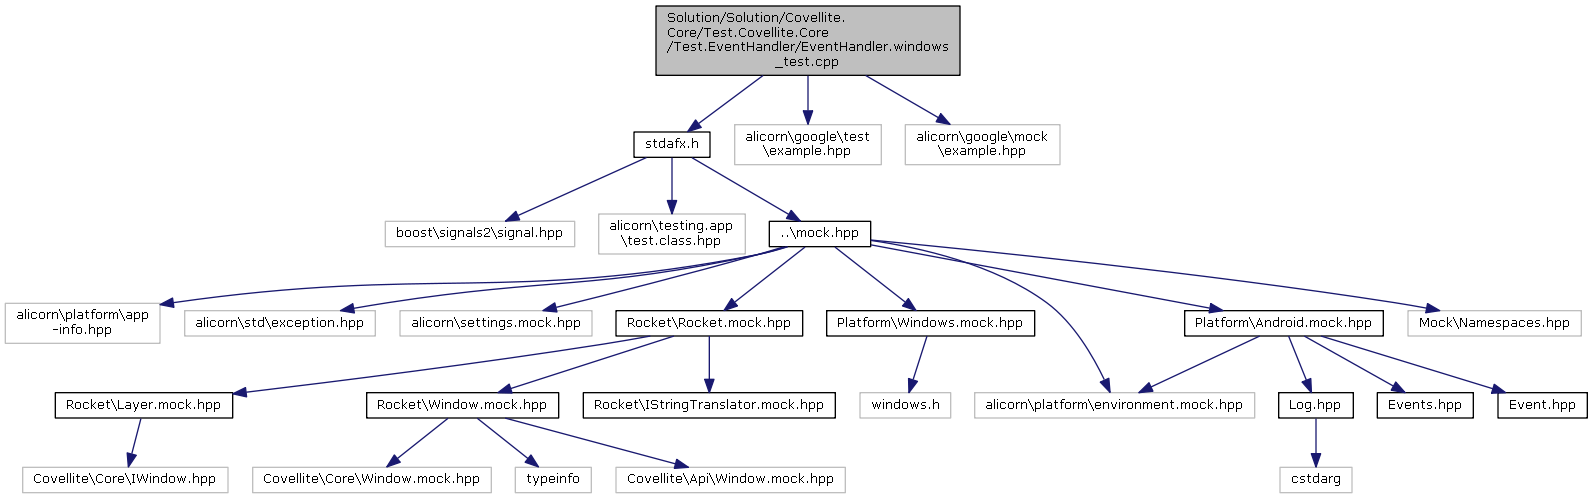 Solution/Solution/Covellite.
Core/Test.Covellite.Core
/Test.EventHandler/EventHandler.windows
_test.cpp
stdafx.h
alicorn\google\test
\example.hpp
alicorn\google\mock
\example.hpp
boost\signals2\signal.hpp
alicorn\testing.app
\test.class.hpp
..\mock.hpp
alicorn\platform\app
-info.hpp
alicorn\std\exception.hpp
alicorn\settings.mock.hpp
Rocket\Rocket.mock.hpp
Platform\Windows.mock.hpp
Platform\Android.mock.hpp
Mock\Namespaces.hpp
Rocket\Layer.mock.hpp
Rocket\Window.mock.hpp
Rocket\IStringTranslator.mock.hpp
windows.h
alicorn\platform\environment.mock.hpp
Log.hpp
Events.hpp
Event.hpp
Covellite\Core\IWindow.hpp
Covellite\Core\Window.mock.hpp
typeinfo
Covellite\Api\Window.mock.hpp
cstdarg